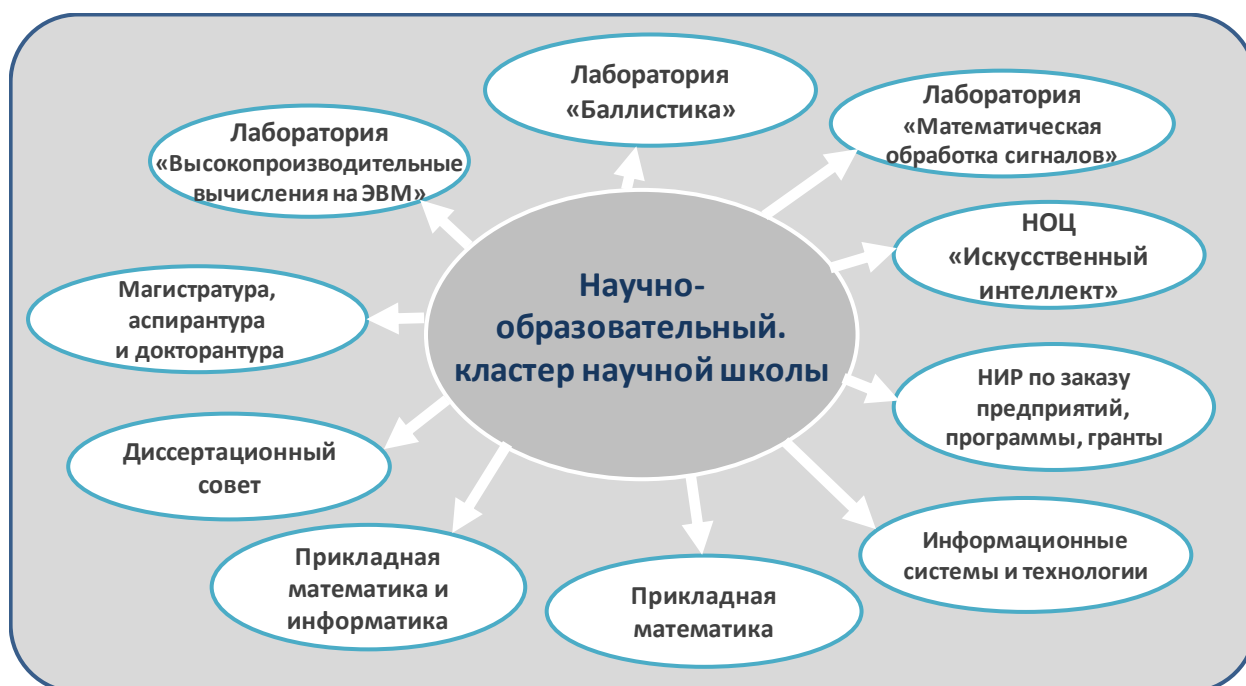 Лаборатория
«Баллистика»
Лаборатория
«Математическая
обработка сигналов»
Лаборатория
«Высокопроизводительные
вычисления на ЭВМ»
НОЦ
«Искусственный
интеллект»
Научно-
образовательный.
кластер научной школы
Магистратура,
аспирантура
и докторантура
НИР по заказу
предприятий,
программы, гранты
Диссертационный
совет
Информационные
системы и технологии
Прикладная
математика и
информатика
Прикладная
математика